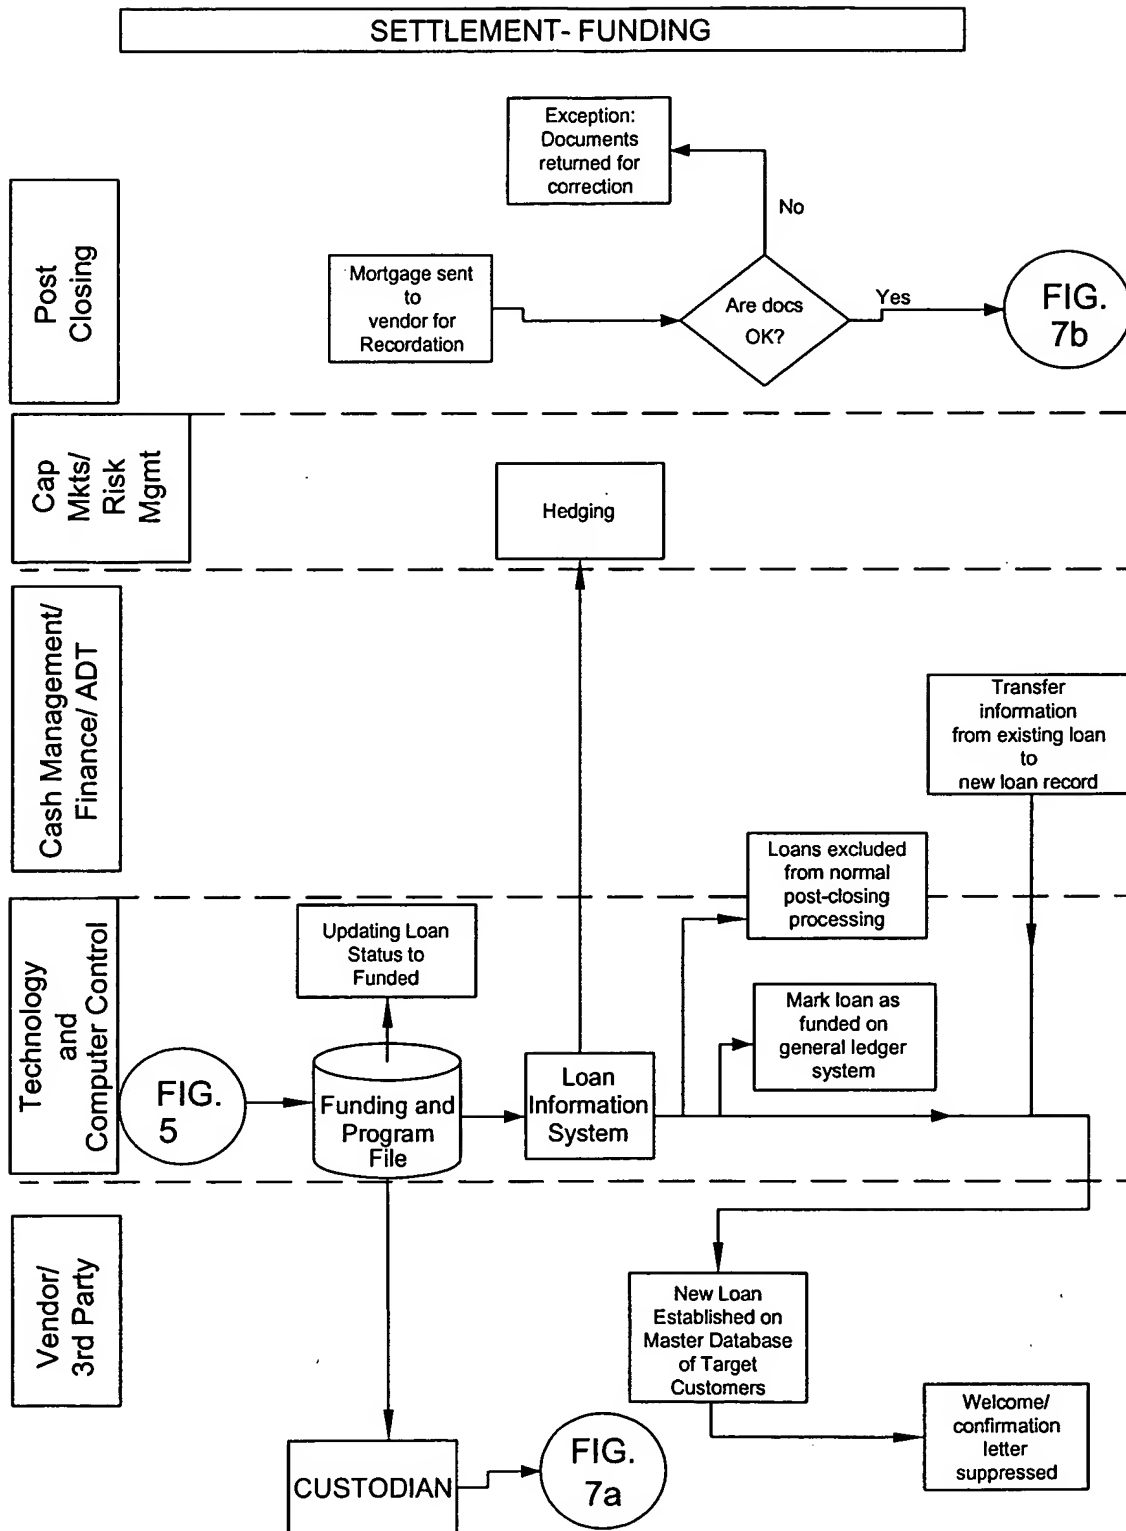 SETTLEMENT- FUNDING
Post
Closing
Exception:
Documents
returned for
correction
No
Mortgage sent
to
vendor for
Recordation
Are docs
OK?
Yes
FIG.
7b
Cap
Mkts/
Risk
Mgmt
Hedging
Cash Management/
Finance/ ADT
Transfer
information
from existing loan
to
new loan record
Loans excluded
from normal
post-closing
processing
Technology
and
Computer Control
Updating Loan
Status to
Funded
Mark loan as
funded on
general ledger
system
FIG.
5
Funding and
Program
File
Loan
Information
System
Vendor/
3rd Party
New Loan
Established on
Master Database
of Target
Customers
Welcome/
confirmation
letter
suppressed
CUSTODIAN
FIG.
7a